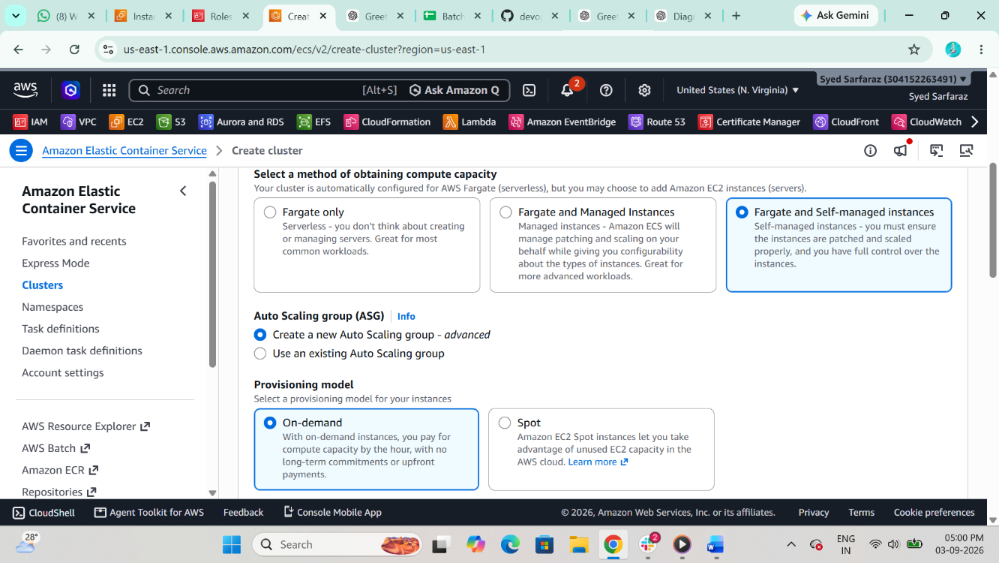 (8) W
Instar
Roles
Creat
Greet
Batch
devo
Greet
Diag
Ask Gemini
us-east-1.console.aws.amazon.com/ecs/v2/create-cluster?region=us-east-1
aws
Search
[Alt+S]
Ask Amazon Q
2
United States (N. Virginia)
Syed Sarfaraz (304152263491)
Syed Sarfaraz
IAM
VPC
EC2
S3
Aurora and RDS
EFS
CloudFormation
Lambda
Amazon EventBridge
Route 53
Certificate Manager
CloudFront
CloudWatch
Amazon Elastic Container Service
Create cluster
Amazon Elastic
Container Service
Favorites and recents
Express Mode
Clusters
Namespaces
Task definitions
Daemon task definitions
Account settings
AWS Resource Explorer
AWS Batch
Amazon ECR
Repositories
Select a method of obtaining compute capacity
Your cluster is automatically configured for AWS Fargate (serverless), but you may choose to add Amazon EC2 instances (servers).
Fargate only
Serverless - you don't think about creating
or managing servers. Great for most
common workloads.
Fargate and Managed Instances
Managed instances - Amazon ECS will
manage patching and scaling on your
behalf while giving you configurability
about the types of instances. Great for
more advanced workloads.
Fargate and Self-managed instances
Self-managed instances - you must ensure
the instances are patched and scaled
properly, and you have full control over the
instances.
Auto Scaling group (ASG)
Info
Create a new Auto Scaling group - advanced
Use an existing Auto Scaling group
Provisioning model
Select a provisioning model for your instances
On-demand
With on-demand instances, you pay for
compute capacity by the hour, with no
long-term commitments or upfront
payments.
Spot
Amazon EC2 Spot instances let you take
advantage of unused EC2 capacity in the
AWS cloud. Learn more
CloudShell
Agent Toolkit for AWS
Feedback
Console Mobile App
© 2026, Amazon Web Services, Inc. or its affiliates.
Privacy
Terms
Cookie preferences
28°
Search
2
ENG
IN
05:00 PM
03-09-2026